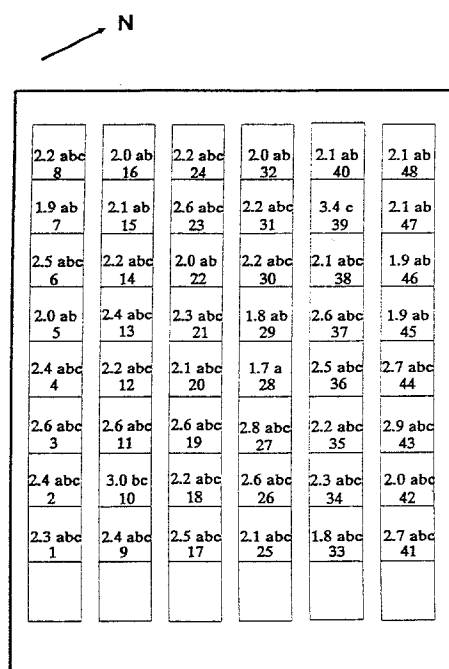 N
2.2 abc 2.0 ab 2.2 abc 2.0 ab 2.1 ab 2.1 ab
8 16 24 32 40 48
1.9 ab 2.1 ab 2.6 abc 2.2 abc 3.4 c 2.1 ab
7 15 23 31 39 47
2.5 abc 2.2 abc 2.0 ab 2.2 abc 2.1 abc 1.9 ab
6 14 22 30 38 46
2.0 ab 2.4 abc 2.3 abc 1.8 ab 2.6 abc 1.9 ab
5 13 21 29 37 45
2.4 abc 2.2 abc 2.1 abc 1.7 a 2.5 abc 2.7 abc
4 12 20 28 36 44
2.6 abc 2.6 abc 2.6 abc 2.8 abc 2.2 abc 2.9 abc
3 11 19 27 35 43
2.4 abc 3.0 bc 2.2 abc 2.6 abc 2.3 abc 2.0 abc
2 10 18 26 34 42
2.3 abc 2.4 abc 2.5 abc 2.1 abc 1.8 abc 2.7 abc
1 9 17 25 33 41